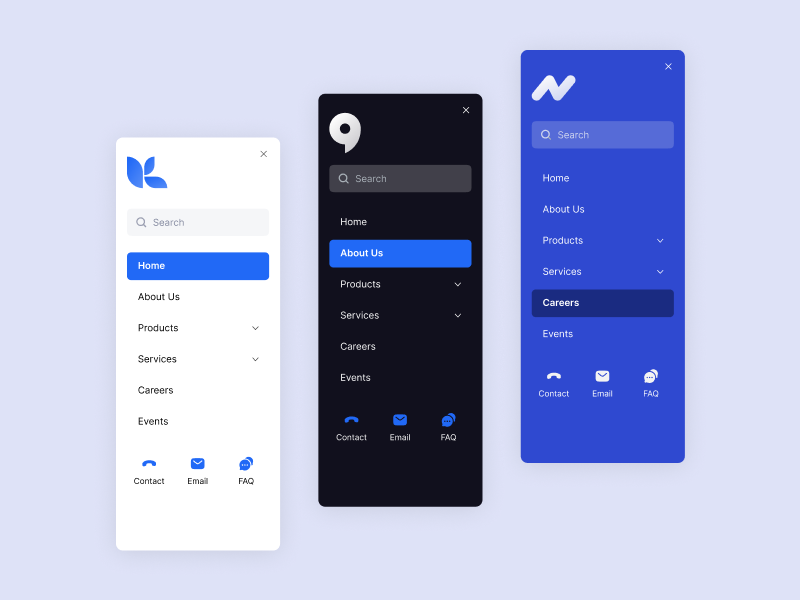 Search
Home
About Us
Products
Services
Careers
Events
Contact Email FAQ
Search
Home
About Us
Products
Services
Careers
Events
Contact Email FAQ
Search
Home
About Us
Products
Services
Careers
Events
Contact Email FAQ